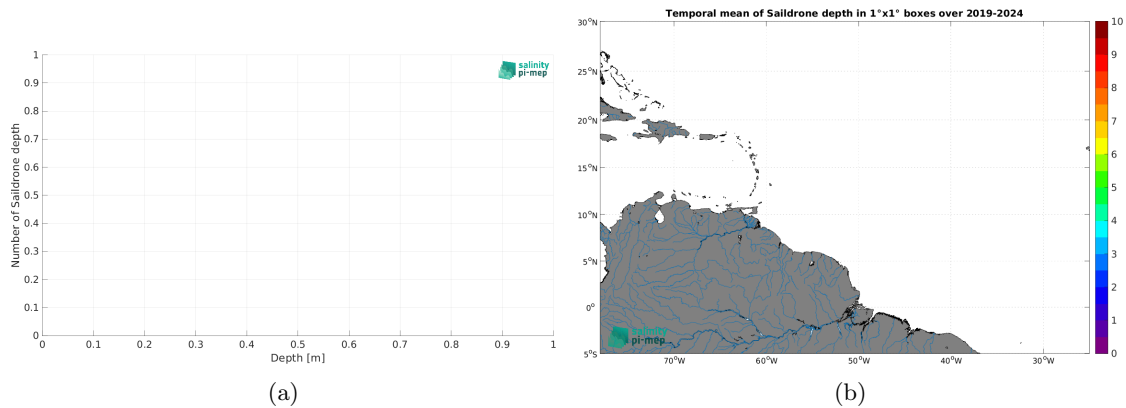 Temporal mean of Saildrone depth in 1°x1° boxes over 2019-2024
1
0.9
0.8
0.7
0.6
0.5
0.4
0.3
0.2
0.1
0
Number of Saildrone depth
salinity
pi-mep
0 0.1 0.2 0.3 0.4 0.5 0.6 0.7 0.8 0.9 1
Depth [m]
(a)
30°N
25°N
20°N
15°N
10°N
5°N
0°
5°S
salinity
pi-mep
70°W 60°W 50°W 40°W 30°W
10
9
8
7
6
5
4
3
2
1
0
(b)